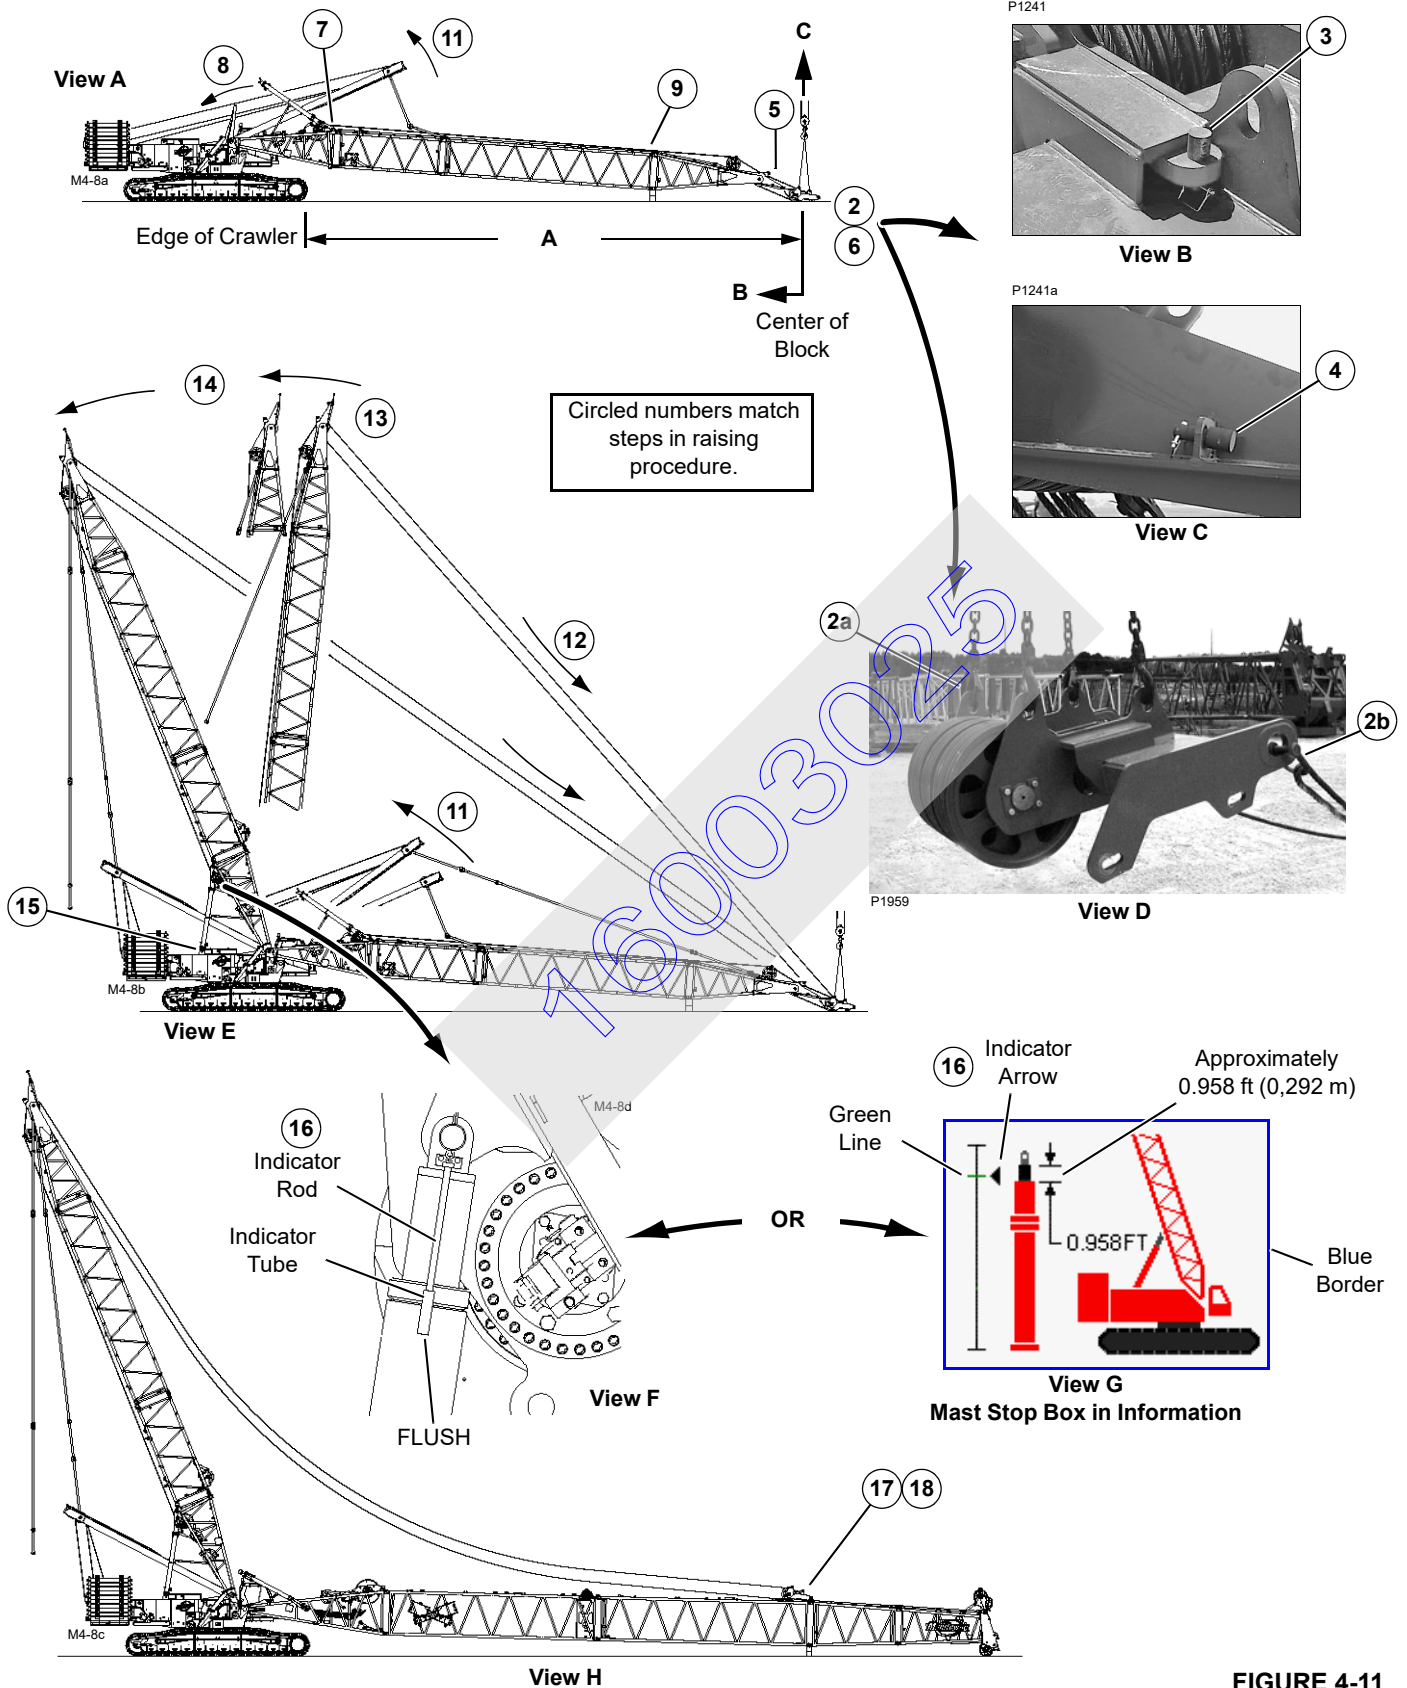 P1241
View A
7
11
8
C
3
9
5
M4-8a
Edge of Crawler
A
2
6
View B
B
Center of
Block
P1241a
14
13
4
Circled numbers match
steps in raising
procedure.
View C
12
2a
2b
11
15
P1959
View D
M4-8b
View E
16
Indicator
Arrow
Approximately
0.958 ft (0,292 m)
Green
Line
M4-8d
16
Indicator
Rod
Indicator
Tube
OR
0.958FT
Blue
Border
View F
FLUSH
View G
Mast Stop Box in Information
17
18
M4-8c
View H
FIGURE 4-11
16003025